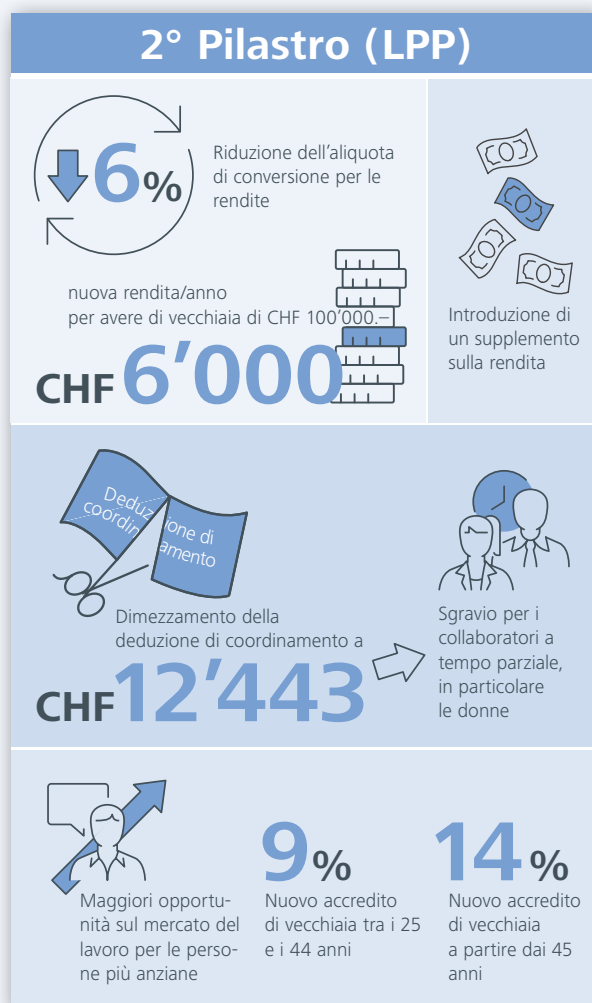 2° Pilastro (LPP)
6%
Riduzione dell'aliquota
di conversione per le
rendite
nuova rendita/anno
per avere di vecchiaia di CHF 100'000.–
CHF 6'000
Introduzione di
un supplemento
sulla rendita
Deduzione di
coordinamento
Dimezzamento della
deduzione di coordinamento a
CHF 12'443
Sgravio per i
collaboratori a
tempo parziale,
in particolare
le donne
Maggiori opportu-
nità sul mercato del
lavoro per le perso-
ne più anziane
9%
Nuovo accredito
di vecchiaia tra i 25
e i 44 anni
14%
Nuovo accredito
di vecchiaia
a partire dai 45
anni